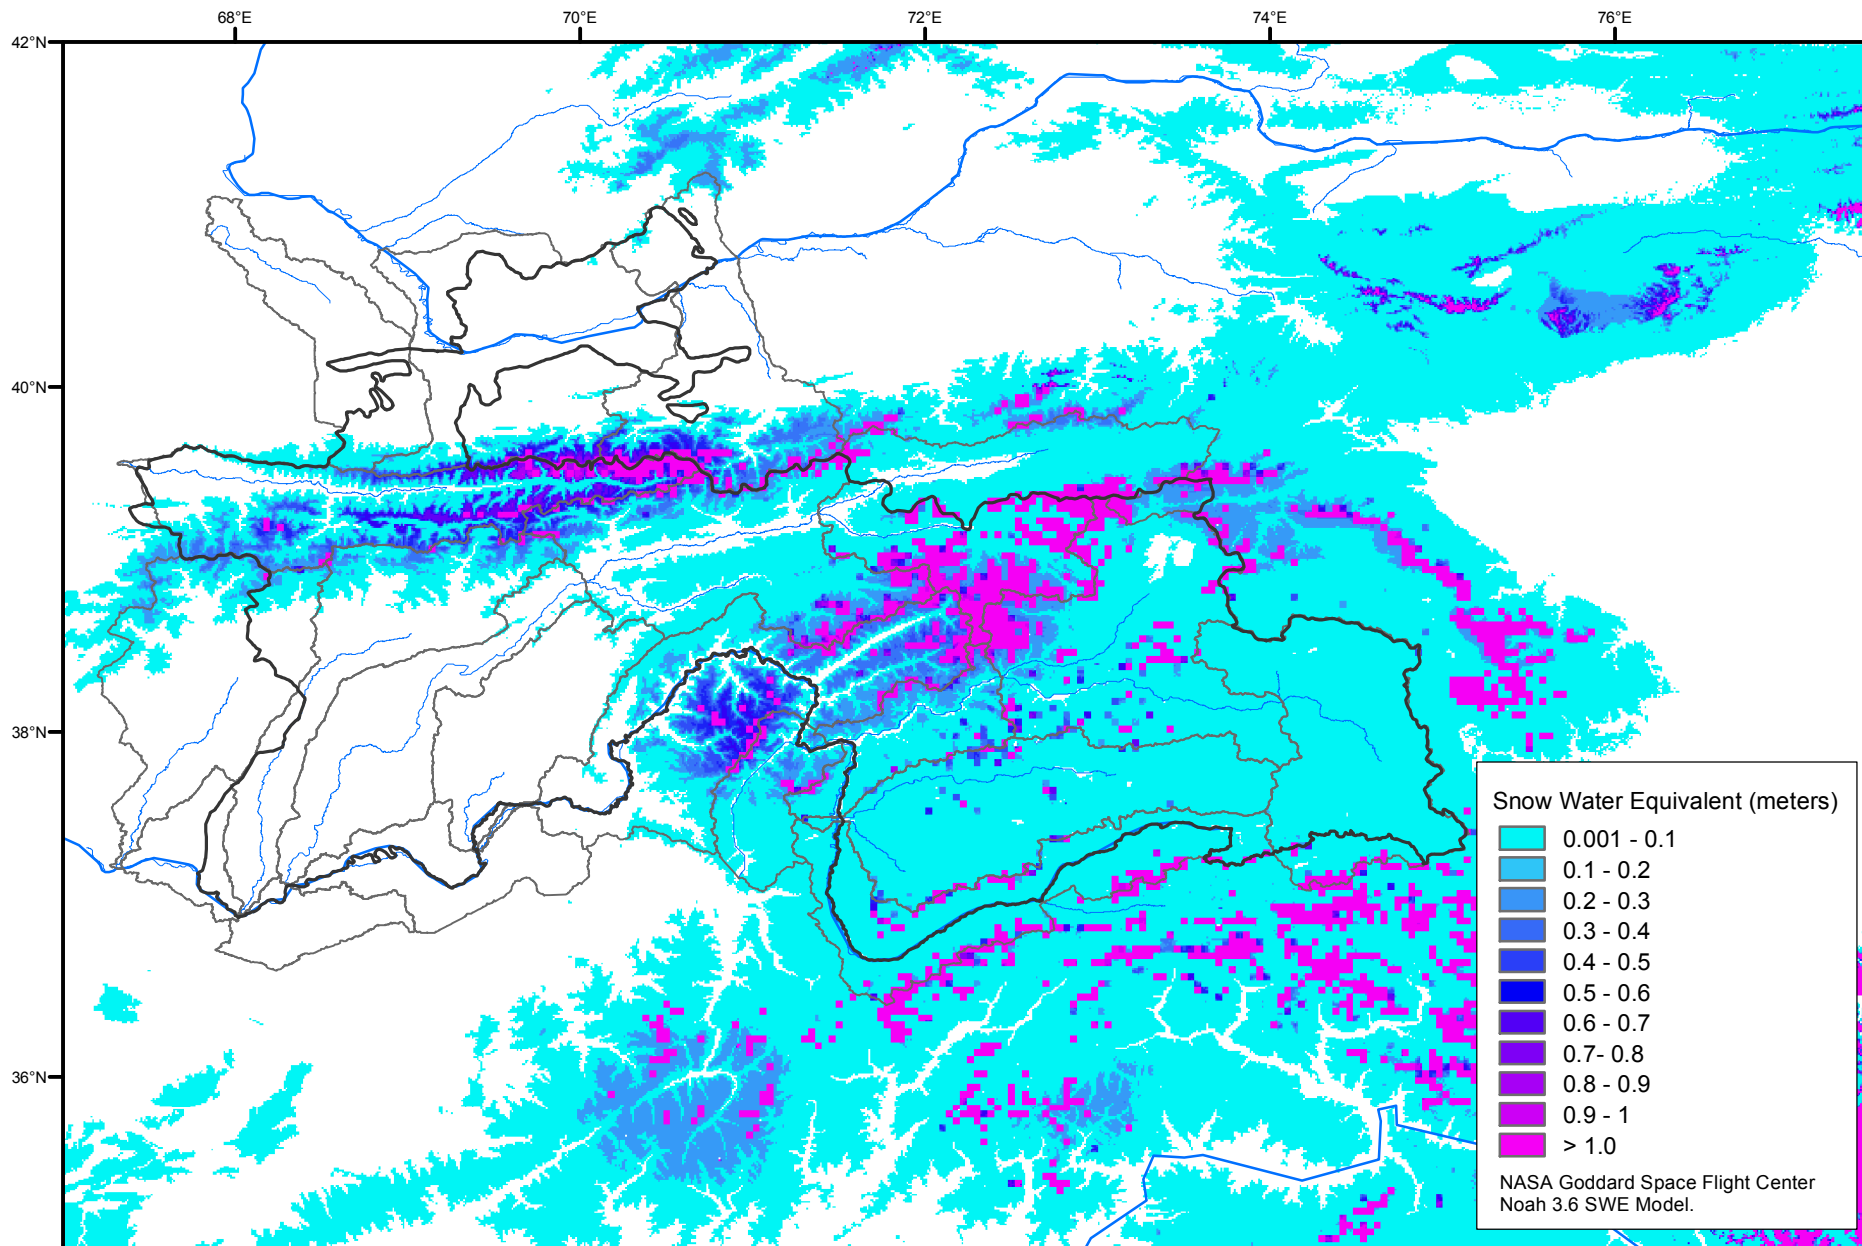 68°E 70°E 72°E 74°E 76°E
42°N
40°N
38°N
36°N
Snow Water Equivalent (meters)
0.001 - 0.1
0.1 - 0.2
0.2 - 0.3
0.3 - 0.4
0.4 - 0.5
0.5 - 0.6
0.6 - 0.7
0.7- 0.8
0.8 - 0.9
0.9 - 1
> 1.0
NASA Goddard Space Flight Center
Noah 3.6 SWE Model.